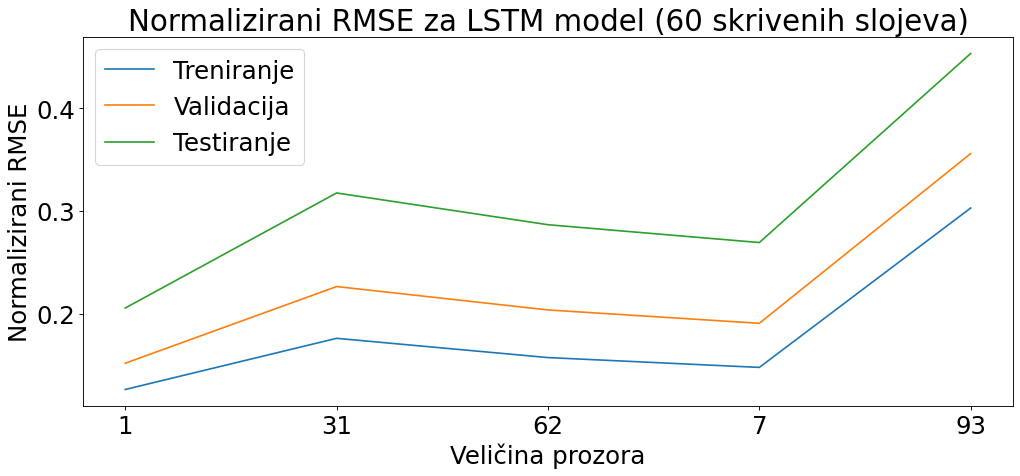 Normalizirani RMSE za LSTM model (60 skrivenih slojeva)
Treniranje
Validacija
Testiranje
Normalizirani RMSE
0.4
0.3
0.2
1 31 62 7 93
Veličina prozora